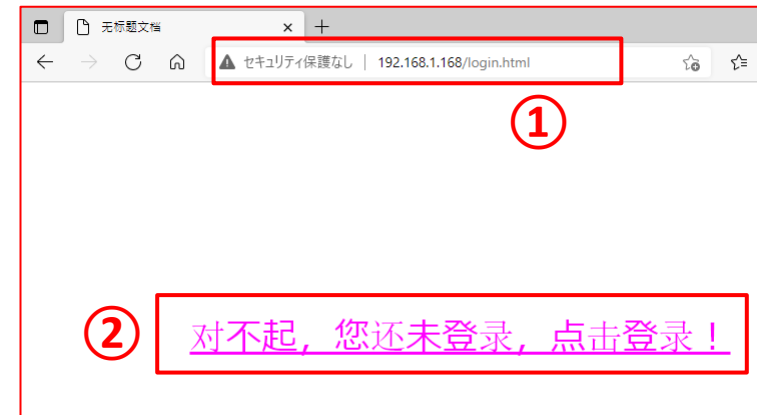 无标题文档
セキュリティ保護なし | 192.168.1.168/login.html
①
② 对不起，您还未登录，点击登录！